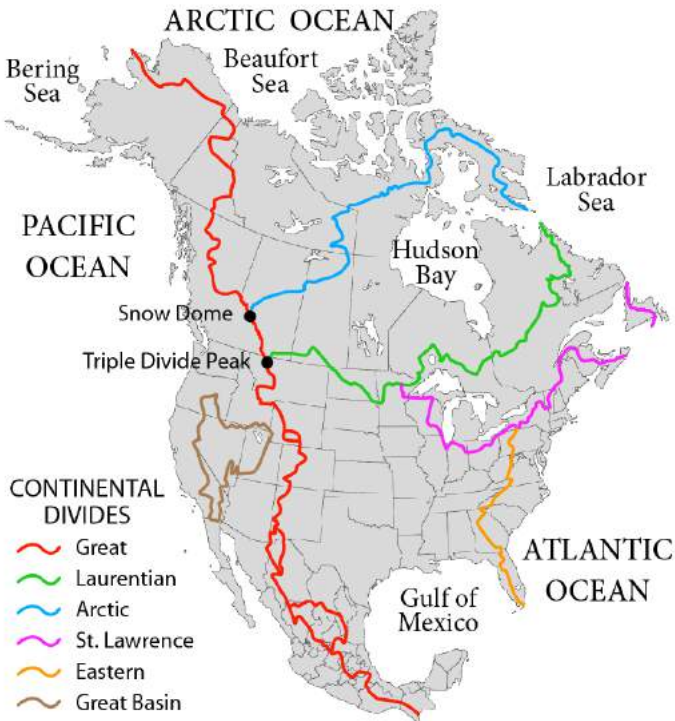 ARCTIC OCEAN
Bering
Sea
Beaufort
Sea
Labrador
Sea
PACIFIC
OCEAN
Hudson
Bay
Snow Dome
Triple Divide Peak
CONTINENTAL
DIVIDES
Great
Laurentian
Arctic
St. Lawrence
Eastern
Great Basin
Gulf of
Mexico
ATLANTIC
OCEAN